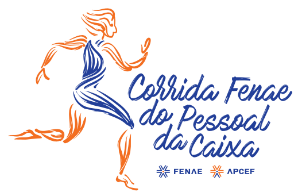 Corrida Fenae
do Pessoal
da Caixa
FENAE APCEF